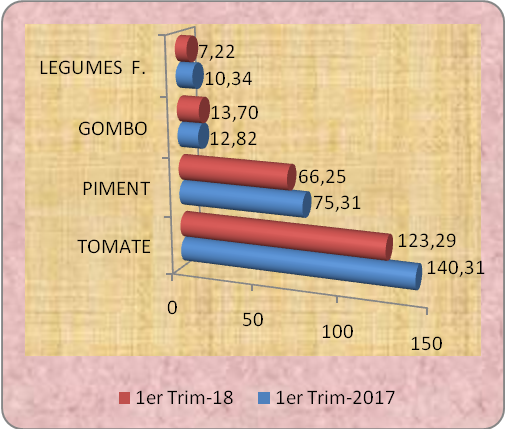 LEGUMES F.
7,22
10,34
GOMBO
13,70
12,82
PIMENT
66,25
75,31
TOMATE
123,29
140,31
0
50
100
150
1er Trim-18
1er Trim-2017